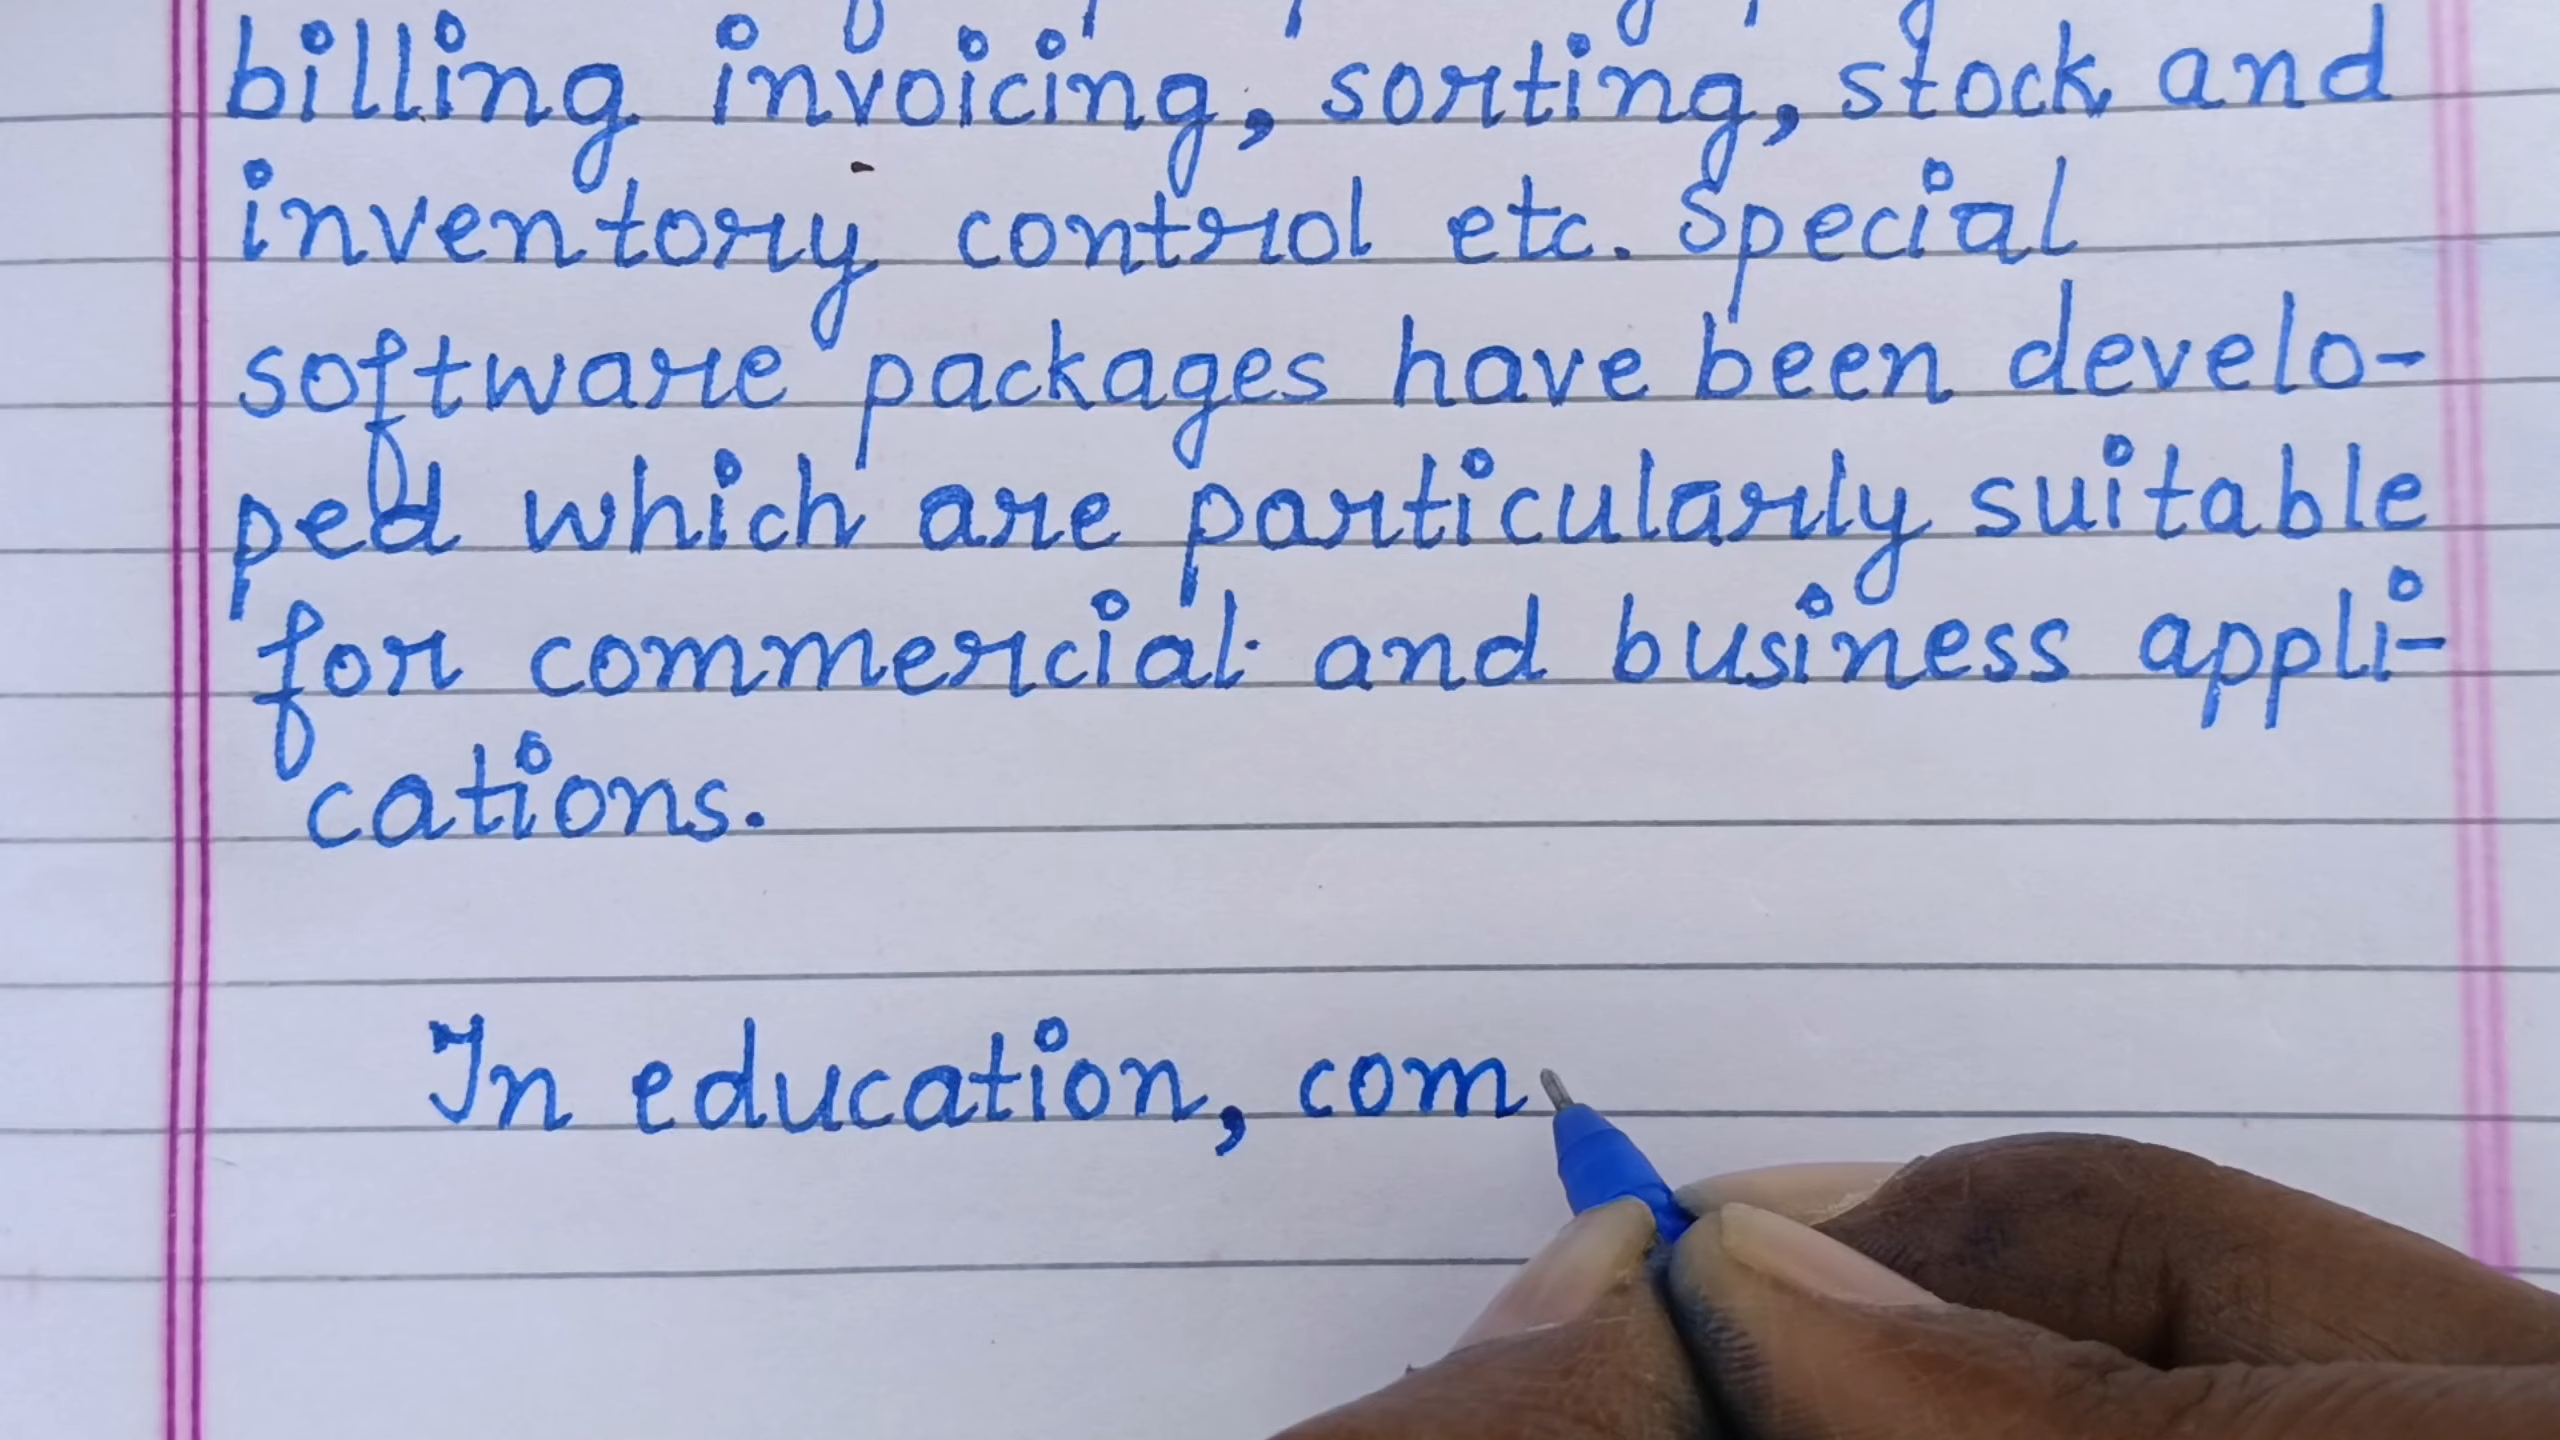 billing invoicing, sorting, stock and
inventory control etc. Special
software packages have been develo-
ped which are particularly suitable
for commercial and business appli-
cations.
In education, com